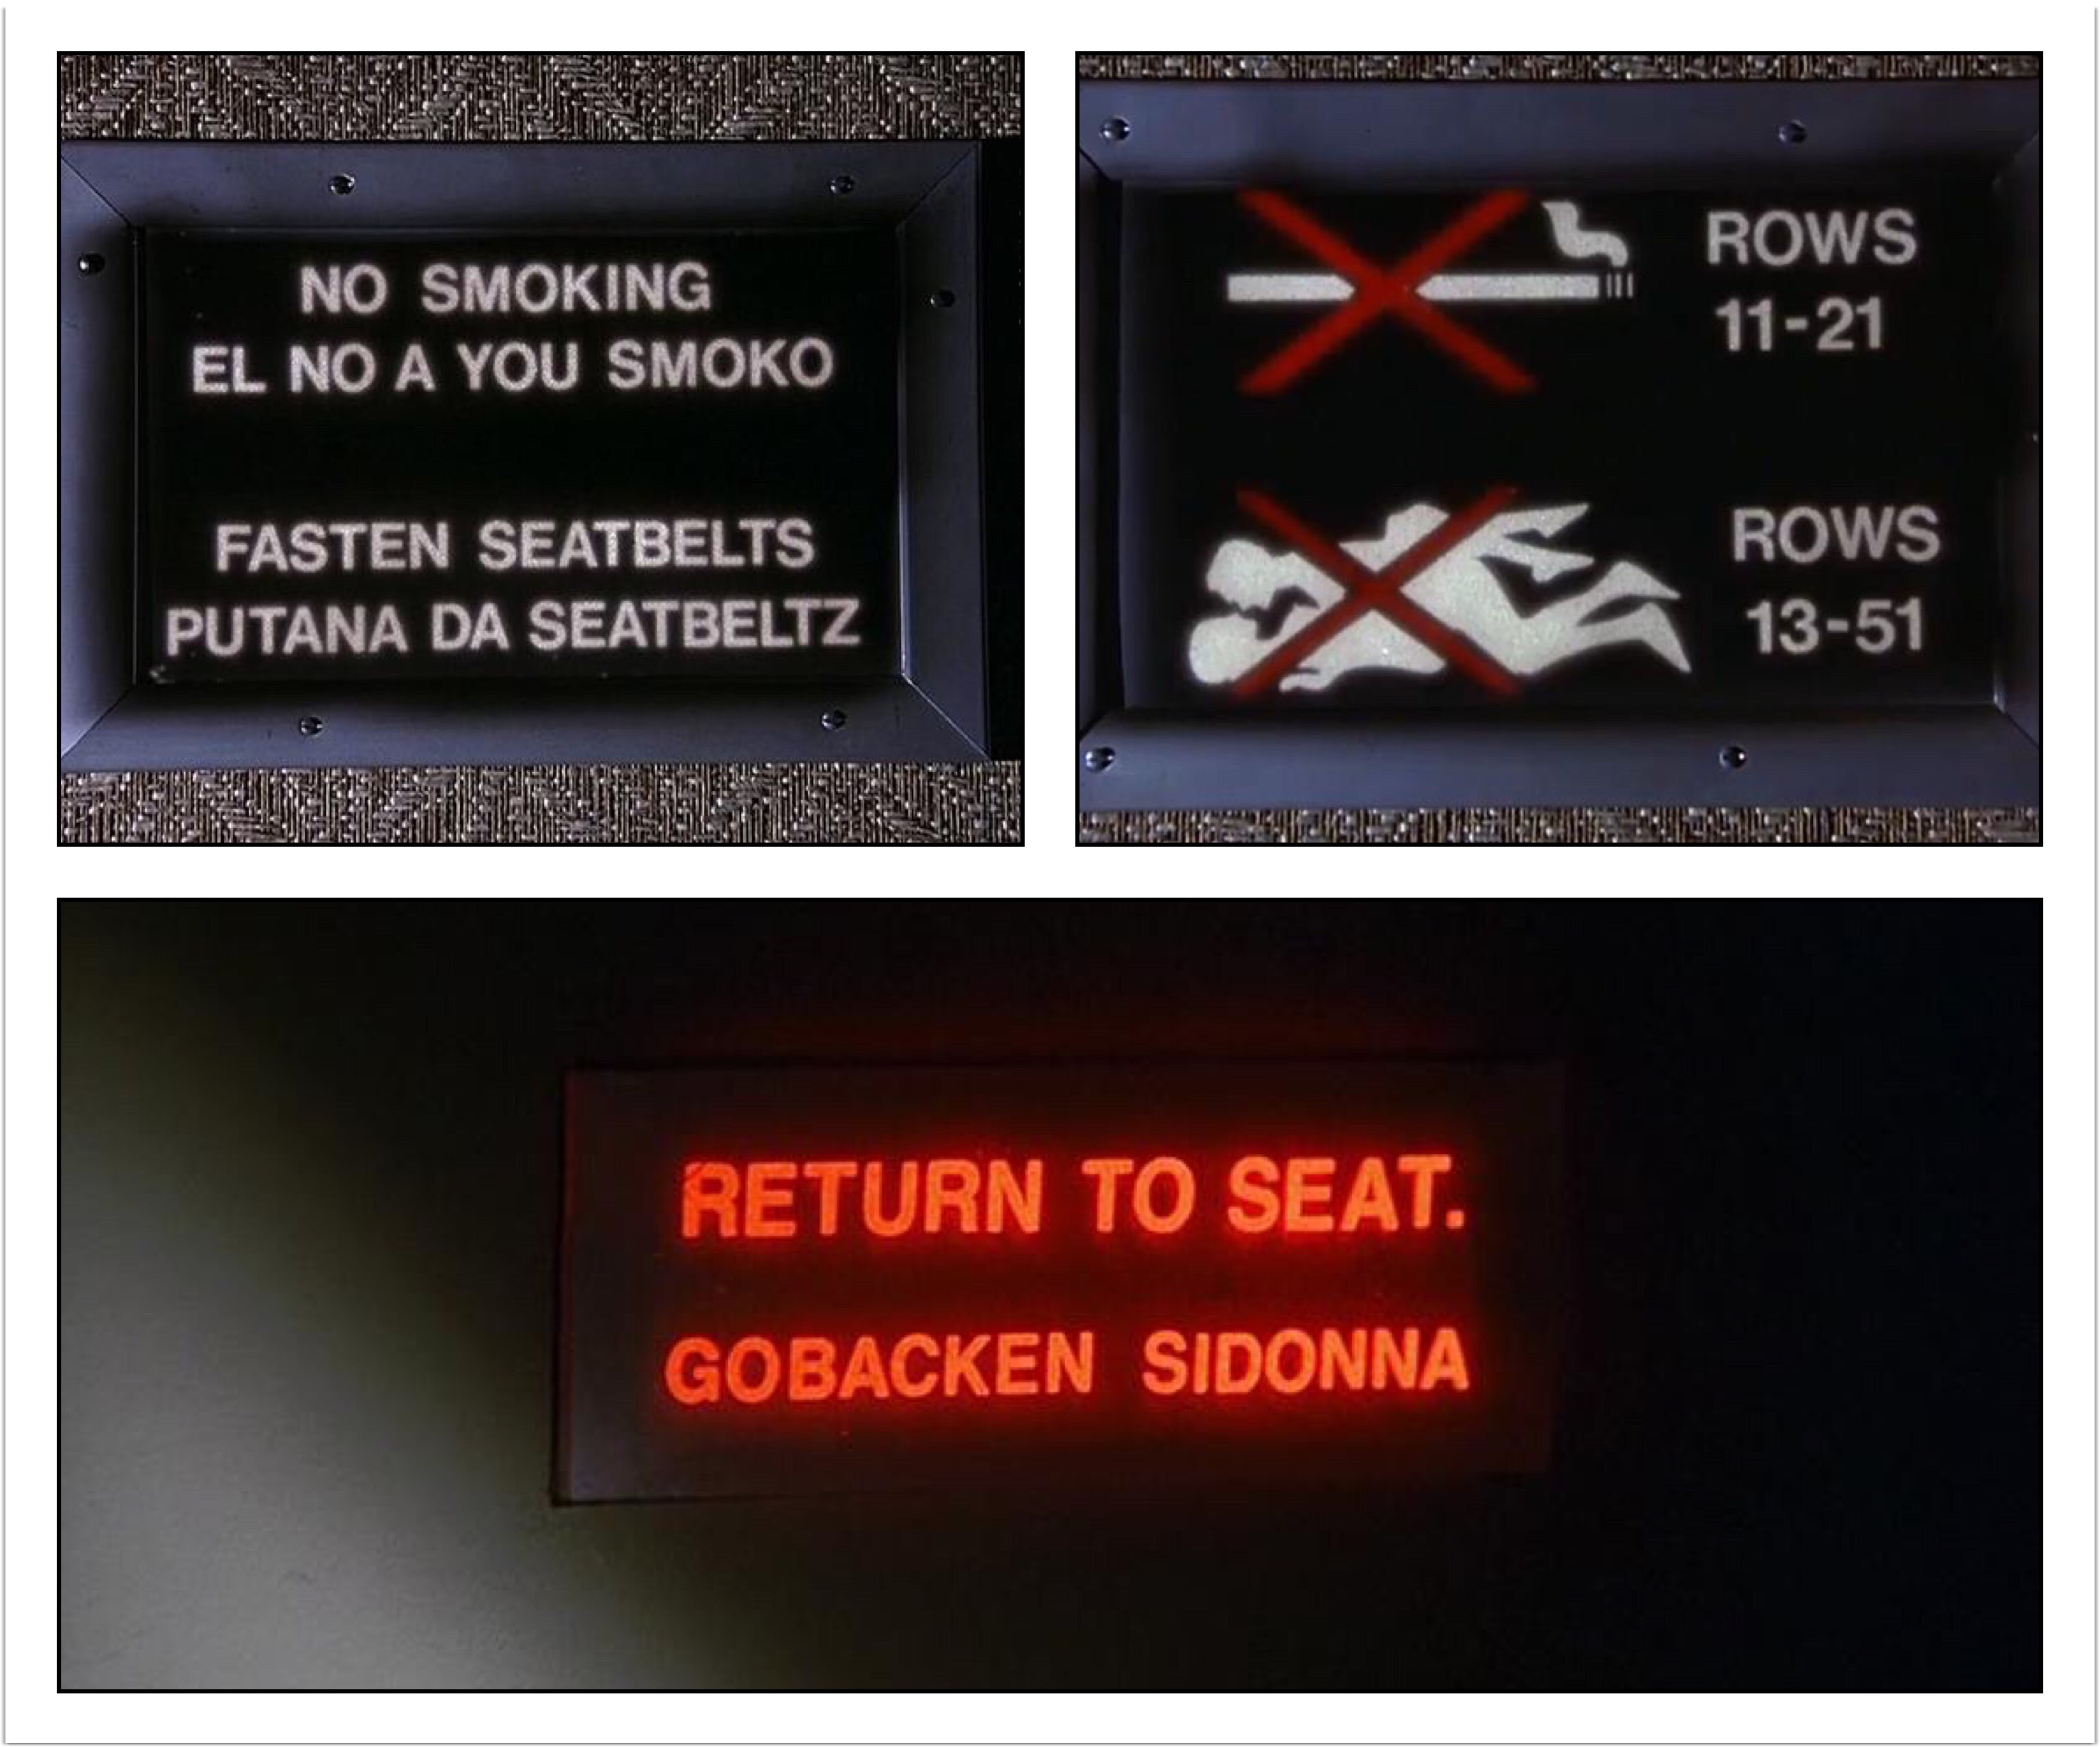 NO SMOKING
EL NO A YOU SMOKO
FASTEN SEATBELTS
PUTANA DA SEATBELTZ
ROWS
11-21
ROWS
13-51
RETURN TO SEAT.
GOBACKEN SIDONNA